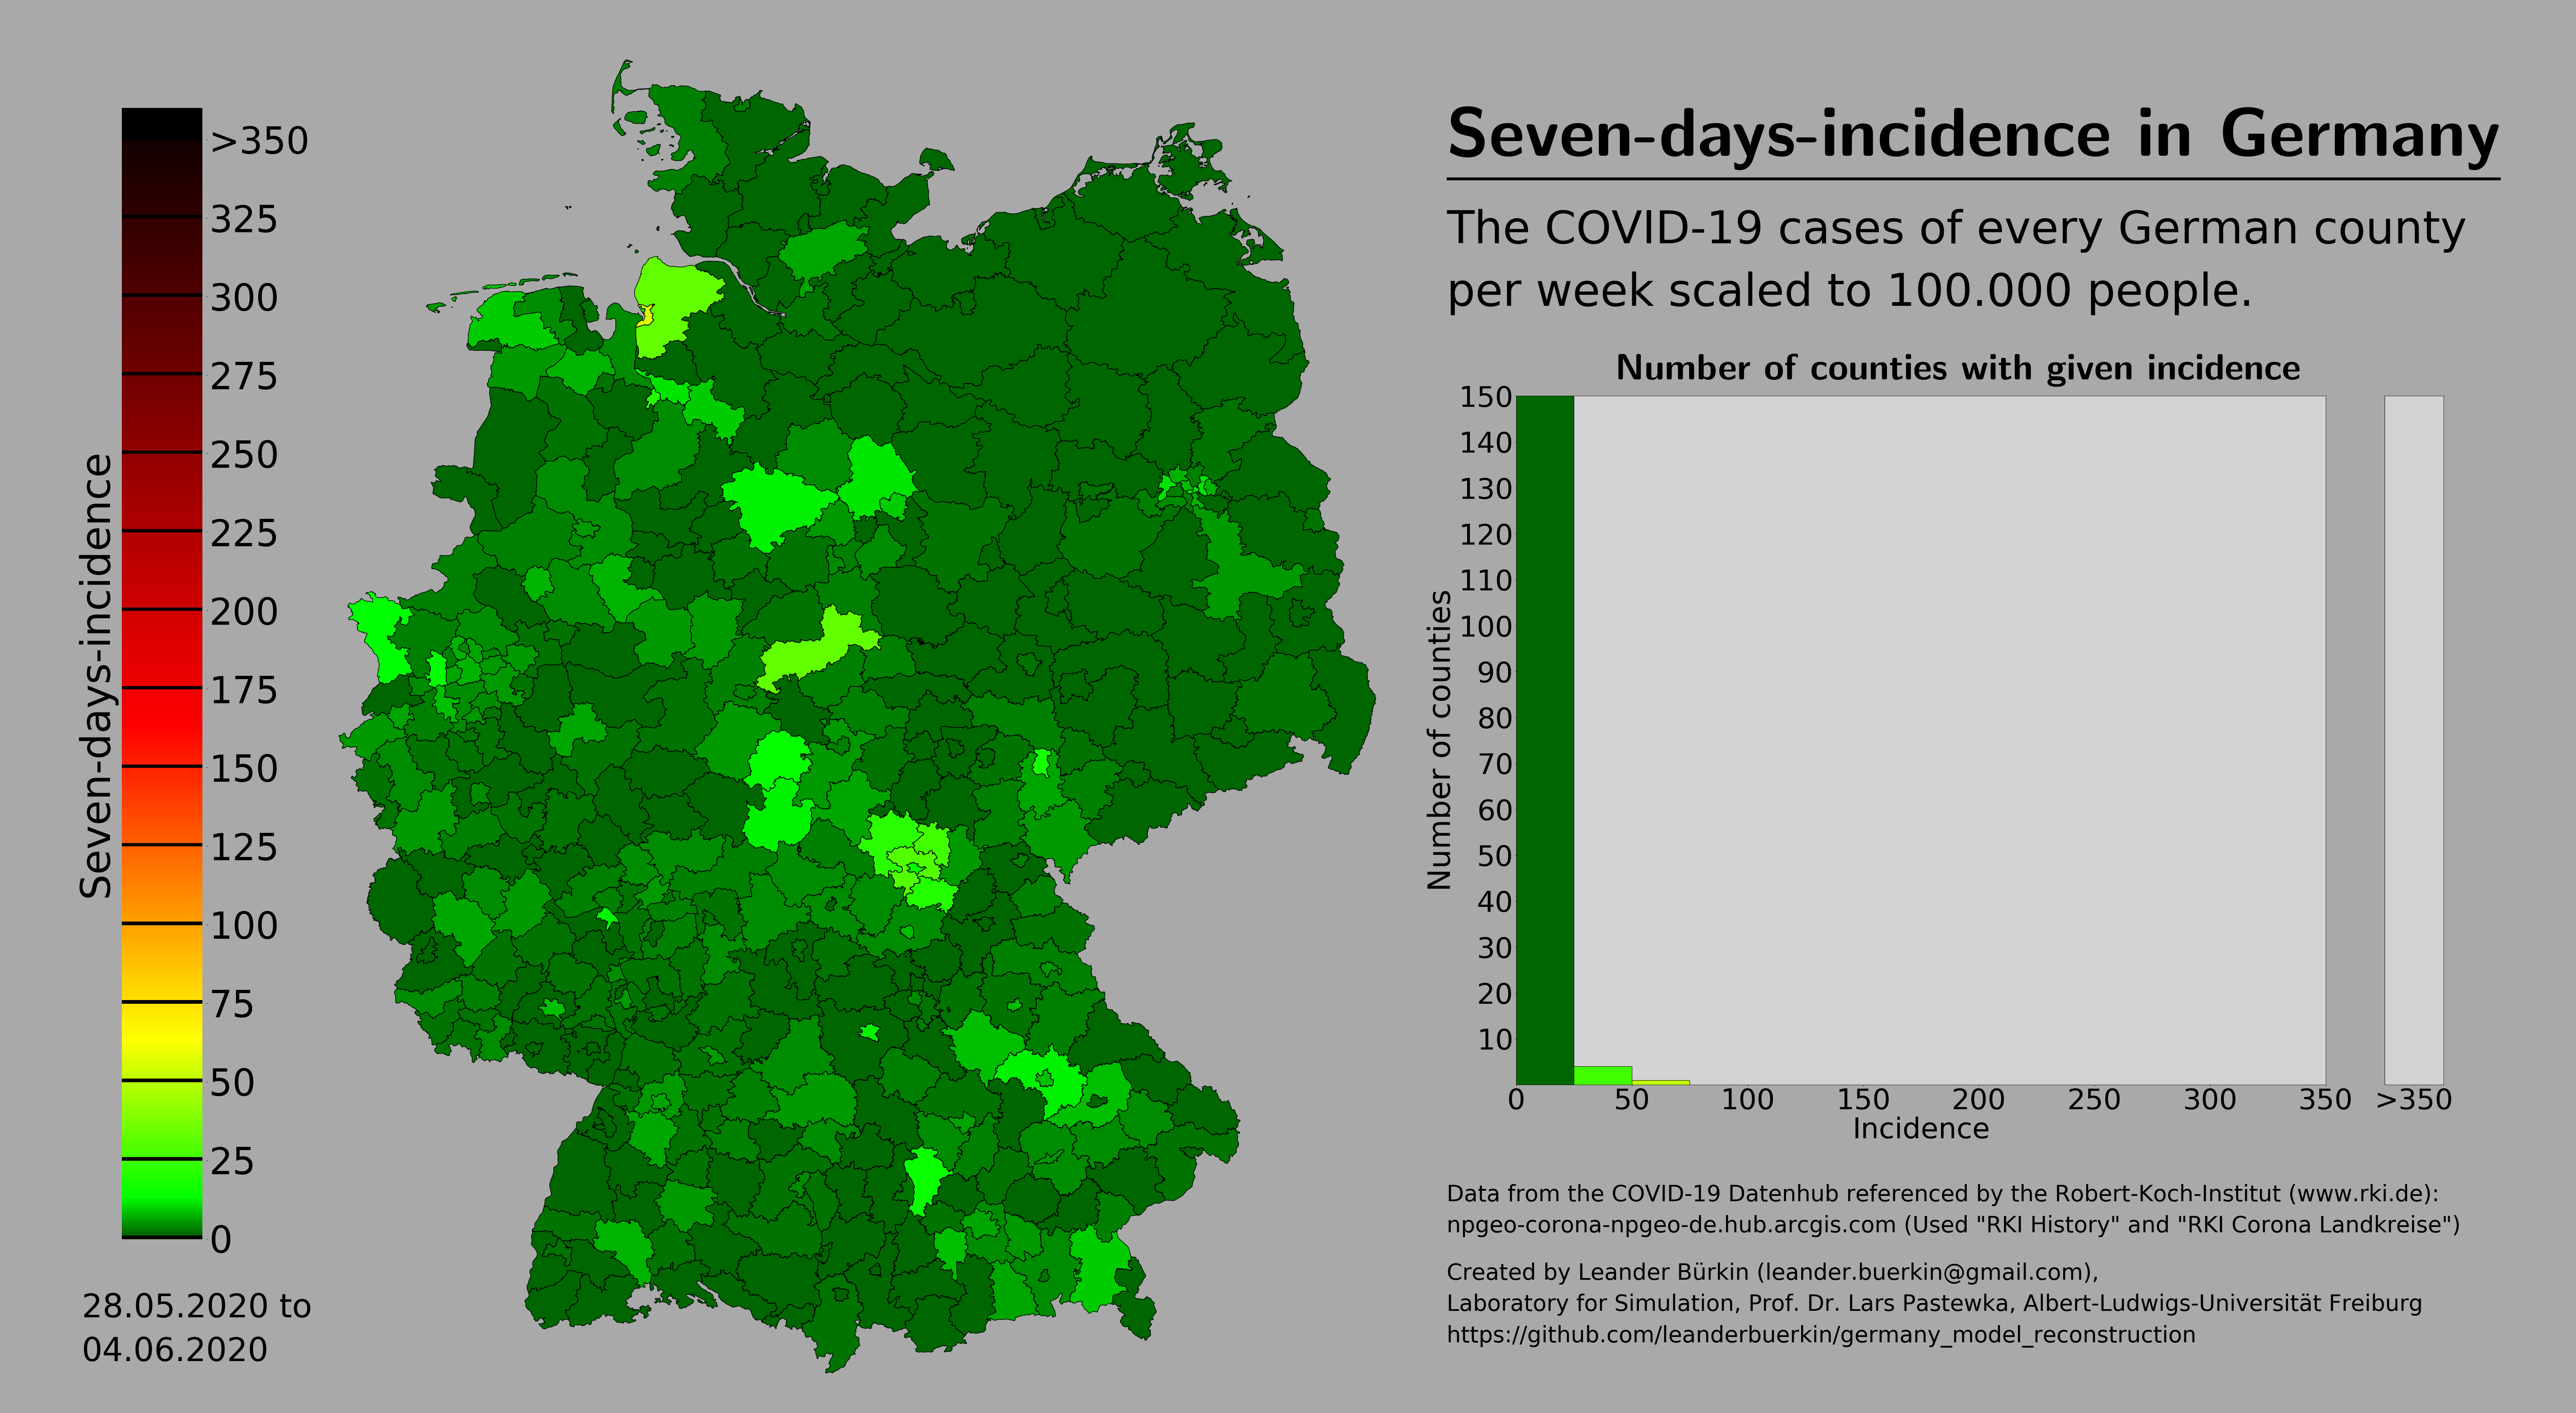 Seven-days-incidence in Germany
The COVID-19 cases of every German county
per week scaled to 100.000 people.
Seven-days-incidence
>350
325
300
275
250
225
200
175
150
125
100
75
50
25
0
28.05.2020 to
04.06.2020
Number of counties with given incidence
Number of counties
150
140
130
120
110
100
90
80
70
60
50
40
30
20
10
0 50 100 150 200 250 300 350 >350
Incidence
Data from the COVID-19 Datenhub referenced by the Robert-Koch-Institut (www.rki.de):
npgeo-corona-npgeo-de.hub.arcgis.com (Used "RKI History" and "RKI Corona Landkreise")
Created by Leander Bürkin (leander.buerkin@gmail.com),
Laboratory for Simulation, Prof. Dr. Lars Pastewka, Albert-Ludwigs-Universität Freiburg
https://github.com/leanderbuerkin/germany_model_reconstruction